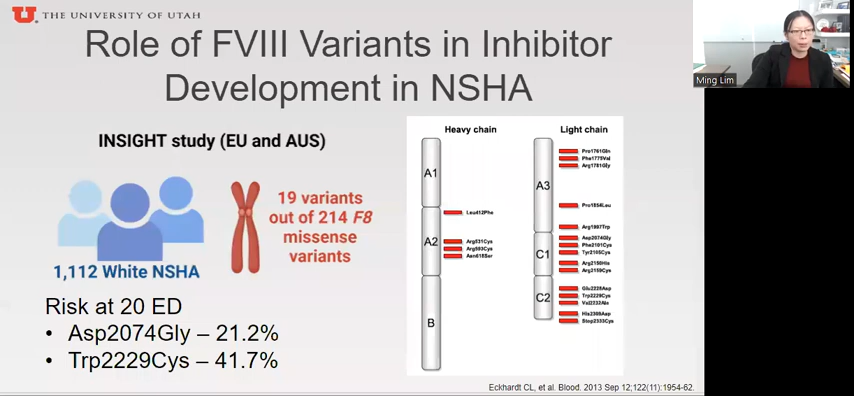 THE UNIVERSITY OF UTAH
Role of FVIII Variants in Inhibitor
Development in NSHA
Ming Lim
INSIGHT study (EU and AUS)
19 variants
out of 214 F8
missense
variants
1,112 White NSHA
Risk at 20 ED
• Asp2074Gly – 21.2%
• Trp2229Cys – 41.7%
Heavy chain
Light chain
A1
A2
B
Leu412Phe
Arg531Cys
Arg593Cys
Asn618Ser
A3
C1
C2
Pro1761Gln
Phe1775Val
Arg1781Gly
Pro1854Leu
Arg1997Trp
Asp2074Gly
Phe2101Cys
Tyr2105Cys
Arg2150His
Arg2159Cys
Glu2228Asp
Trp2229Cys
Val2232Ala
His2309Asp
Stop2333Cys
Eckhardt CL, et al. Blood. 2013 Sep 12;122(11):1954-62.